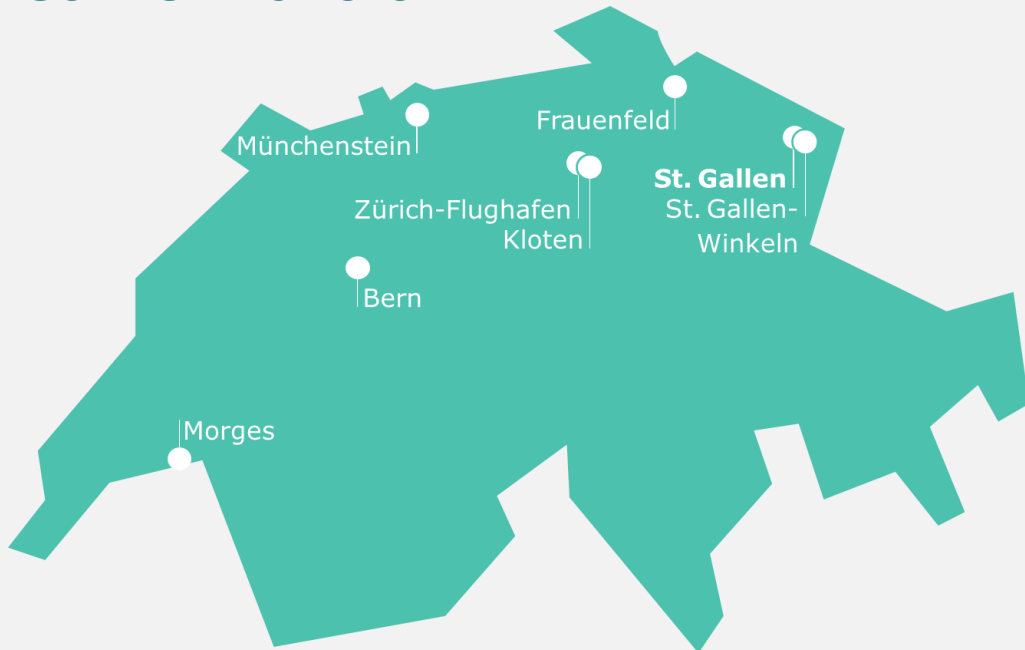 Frauenfeld
Münchenstein
St. Gallen
Zürich-Flughafen
St. Gallen-
Kloten
Winkeln
Bern
Morges